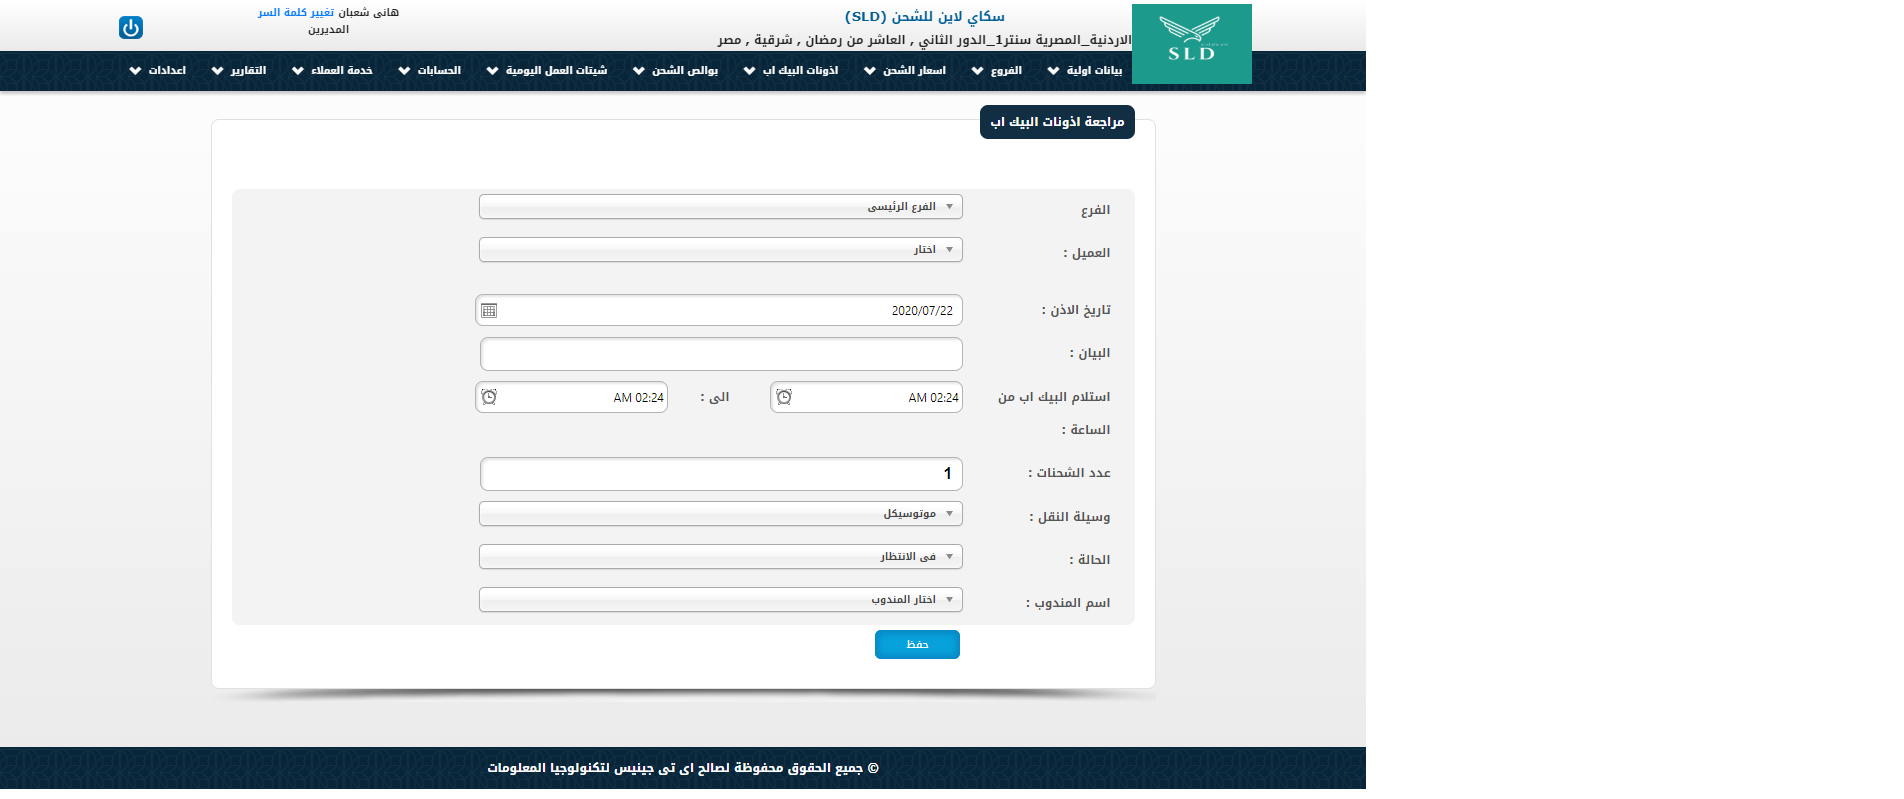 سكاي لاين للشحن (SLD)
الاردنية_المصرية سنتر1_الدور الثاني , العاشر من رمضان , شرقية , مصر
SLD
هانى شعبان تغيير كلمة السر
المديرين
بيانات اولية الفروع اسعار الشحن اذونات البيك اب بوالص الشحن شيتات العمل اليومية الحسابات خدمة العملاء التقارير اعدادات
مراجعة اذونات البيك اب
الفرع الفرع الرئيسى
العميل : اختار
تاريخ الاذن : 2020/07/22
البيان :
استلام البيك اب من الساعة : AM 02:24 الى : AM 02:24
عدد الشحنات : 1
وسيلة النقل : موتوسيكل
الحالة : فى الانتظار
اسم المندوب : اختار المندوب
حفظ
© جميع الحقوق محفوظة لصالح اى تى جينيس لتكنولوجيا المعلومات